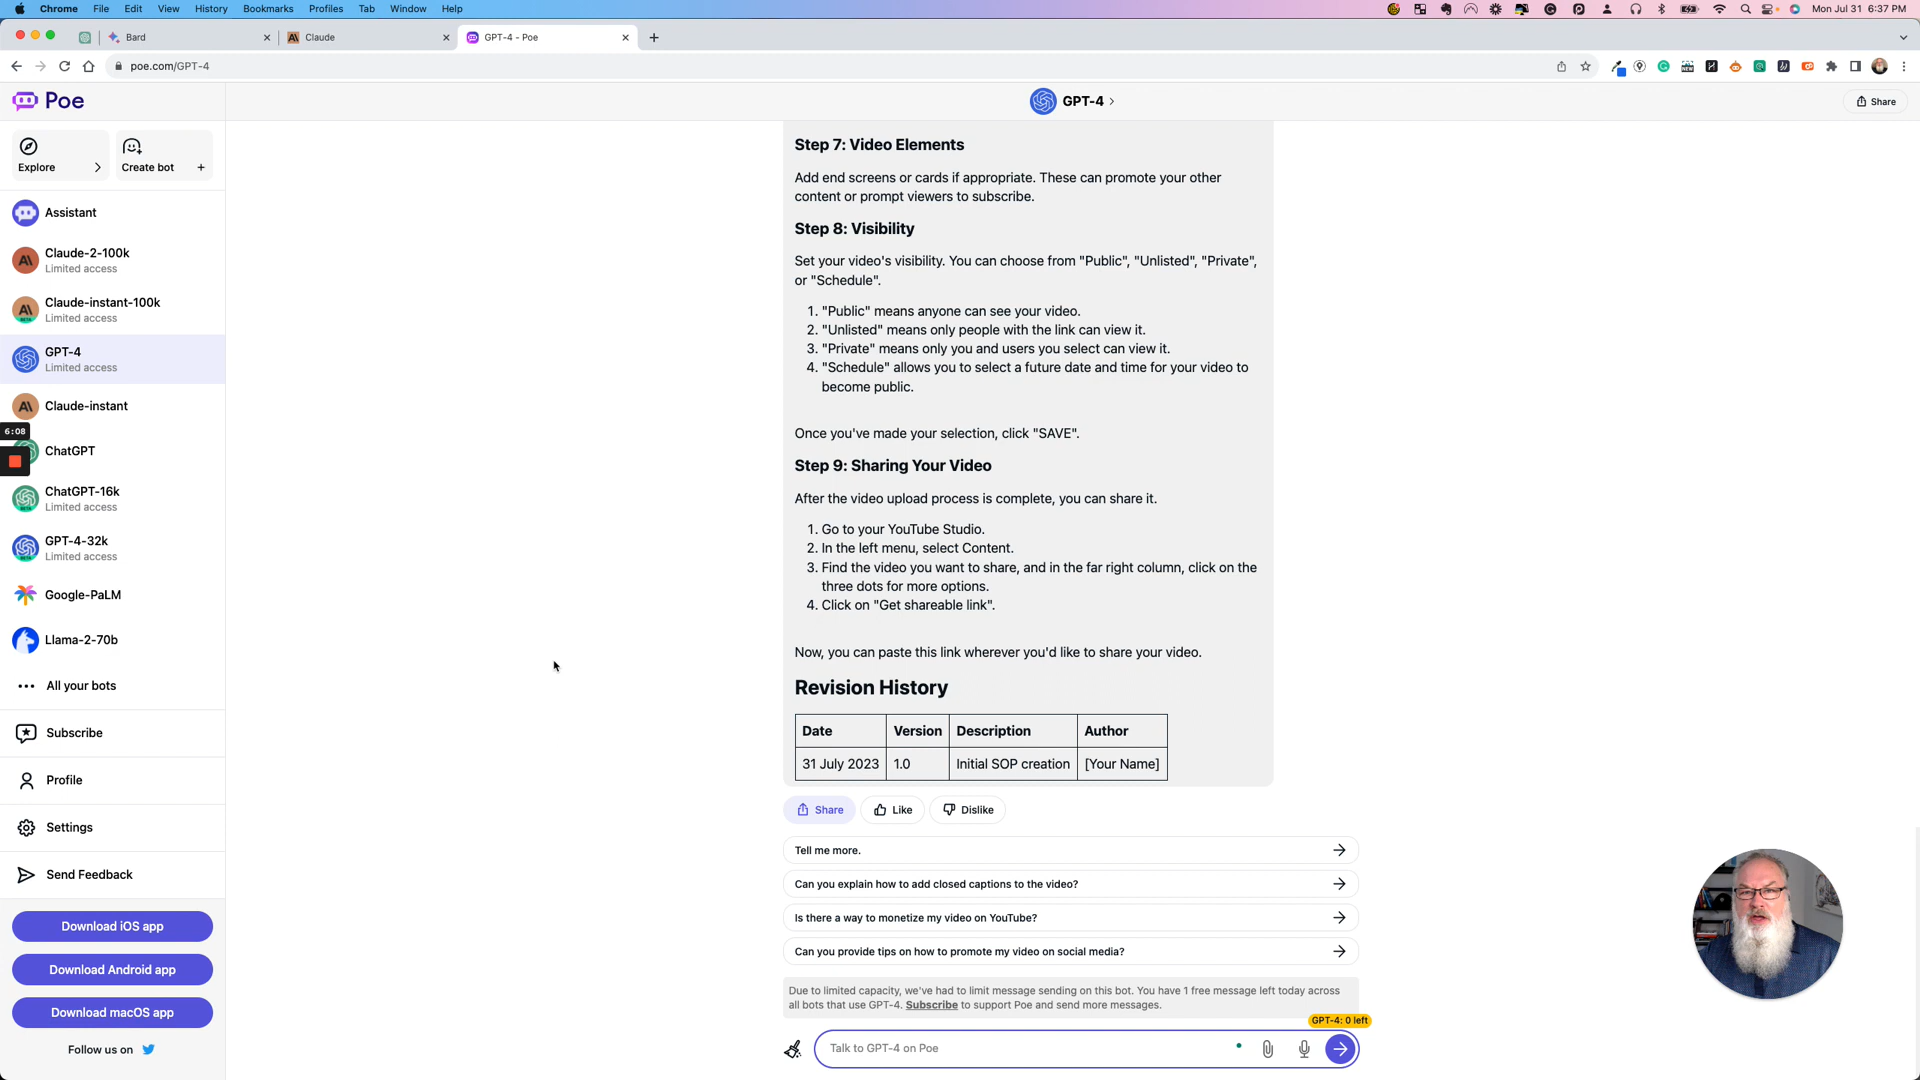 Chrome File Edit View History Bookmarks Profiles Tab Window Help
Mon Jul 31 6:37 PM
Bard
Claude
GPT-4 - Poe
poe.com/GPT-4
Poe
GPT-4
Share
Explore
Create bot
Assistant
Claude-2-100k
Limited access
Claude-instant-100k
Limited access
GPT-4
Limited access
Claude-instant
6:08
ChatGPT
ChatGPT-16k
Limited access
GPT-4-32k
Limited access
Google-PaLM
Llama-2-70b
All your bots
Subscribe
Profile
Settings
Send Feedback
Download iOS app
Download Android app
Download macOS app
Follow us on
Step 7: Video Elements
Add end screens or cards if appropriate. These can promote your other
content or prompt viewers to subscribe.
Step 8: Visibility
Set your video's visibility. You can choose from "Public", "Unlisted", "Private",
or "Schedule".
1. "Public" means anyone can see your video.
2. "Unlisted" means only people with the link can view it.
3. "Private" means only you and users you select can view it.
4. "Schedule" allows you to select a future date and time for your video to
become public.
Once you've made your selection, click "SAVE".
Step 9: Sharing Your Video
After the video upload process is complete, you can share it.
1. Go to your YouTube Studio.
2. In the left menu, select Content.
3. Find the video you want to share, and in the far right column, click on the
three dots for more options.
4. Click on "Get shareable link".
Now, you can paste this link wherever you'd like to share your video.
Revision History
Date Version Description Author
31 July 2023 1.0 Initial SOP creation [Your Name]
Share Like Dislike
Tell me more.
Can you explain how to add closed captions to the video?
Is there a way to monetize my video on YouTube?
Can you provide tips on how to promote my video on social media?
Due to limited capacity, we've had to limit message sending on this bot. You have 1 free message left today across
all bots that use GPT-4. Subscribe to support Poe and send more messages.
GPT-4: 0 left
Talk to GPT-4 on Poe